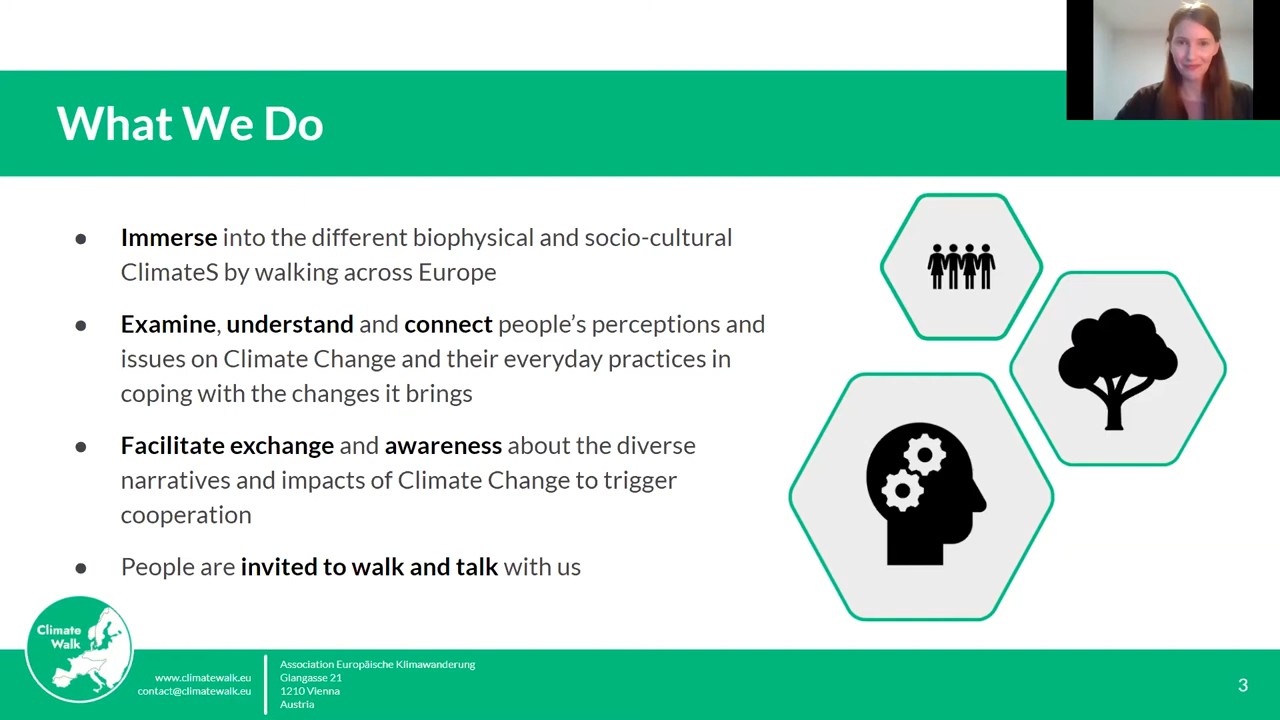 What We Do
● Immerse into the different biophysical and socio-cultural
ClimateS by walking across Europe
● Examine, understand and connect people's perceptions and
issues on Climate Change and their everyday practices in
coping with the changes it brings
● Facilitate exchange and awareness about the diverse
narratives and impacts of Climate Change to trigger
cooperation
● People are invited to walk and talk with us
Climate
Walk
www.climatewalk.eu
contact@climatewalk.eu
Association Europäische Klimawanderung
Glangasse 21
1210 Vienna
Austria
3